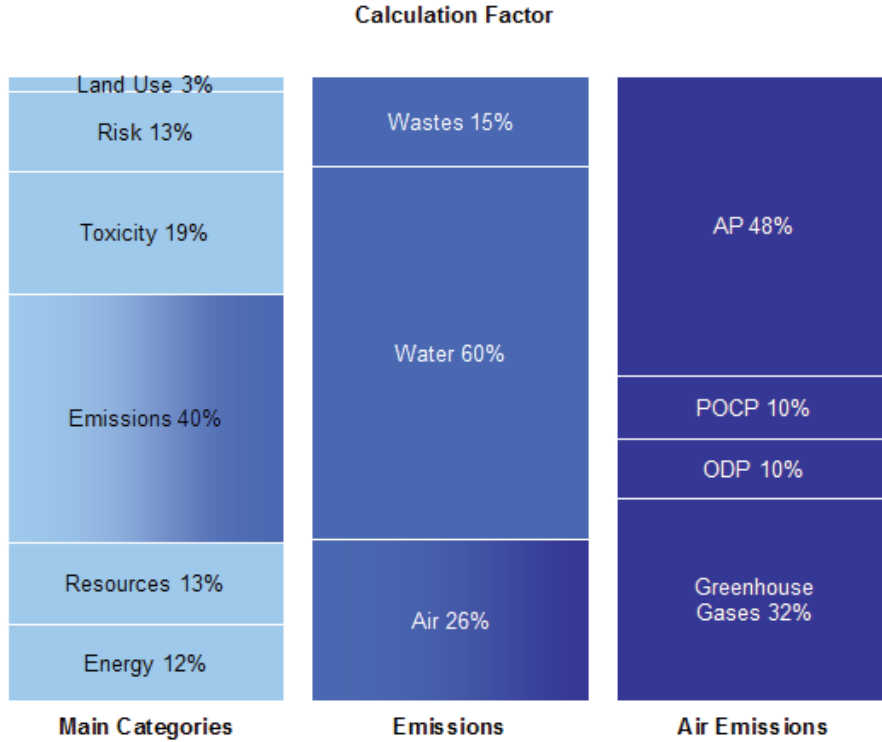 Calculation Factor
Land Use 3%
Risk 13%
Toxicity 19%
Emissions 40%
Resources 13%
Energy 12%
Main Categories
Wastes 15%
Water 60%
Air 26%
Emissions
AP 48%
POCP 10%
ODP 10%
Greenhouse
Gases 32%
Air Emissions